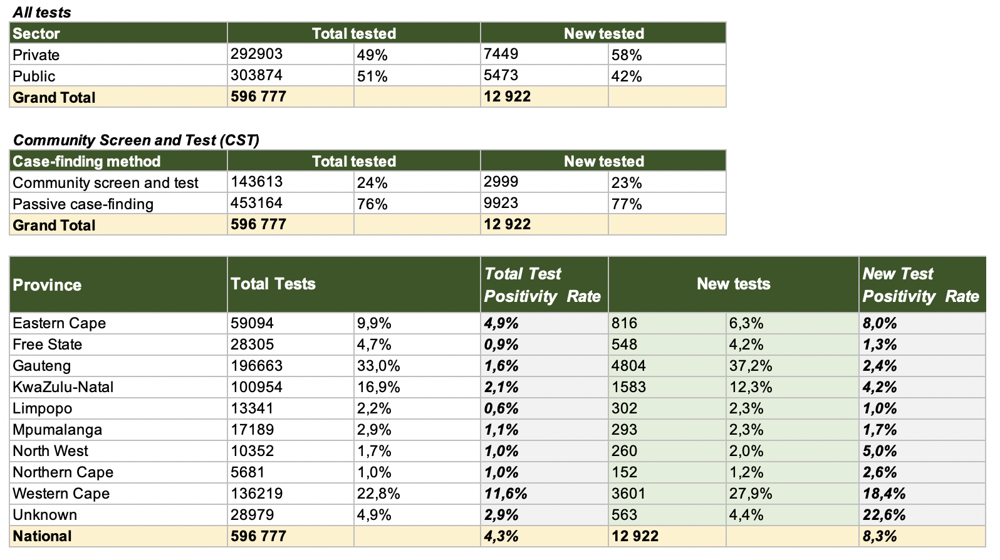 All tests
Sector Total tested New tested
Private 292903 49% 7449 58%
Public 303874 51% 5473 42%
Grand Total 596 777 12 922
Community Screen and Test (CST)
Case-finding method Total tested New tested
Community screen and test 143613 24% 2999 23%
Passive case-finding 453164 76% 9923 77%
Grand Total 596 777 12 922
Province Total Tests Total Test Positivity Rate New tests New Test Positivity Rate
Eastern Cape 59094 9,9% 4,9% 816 6,3% 8,0%
Free State 28305 4,7% 0,9% 548 4,2% 1,3%
Gauteng 196663 33,0% 1,6% 4804 37,2% 2,4%
KwaZulu-Natal 100954 16,9% 2,1% 1583 12,3% 4,2%
Limpopo 13341 2,2% 0,6% 302 2,3% 1,0%
Mpumalanga 17189 2,9% 1,1% 293 2,3% 1,7%
North West 10352 1,7% 1,0% 260 2,0% 5,0%
Northern Cape 5681 1,0% 1,0% 152 1,2% 2,6%
Western Cape 136219 22,8% 11,6% 3601 27,9% 18,4%
Unknown 28979 4,9% 2,9% 563 4,4% 22,6%
National 596 777 4,3% 12 922 8,3%